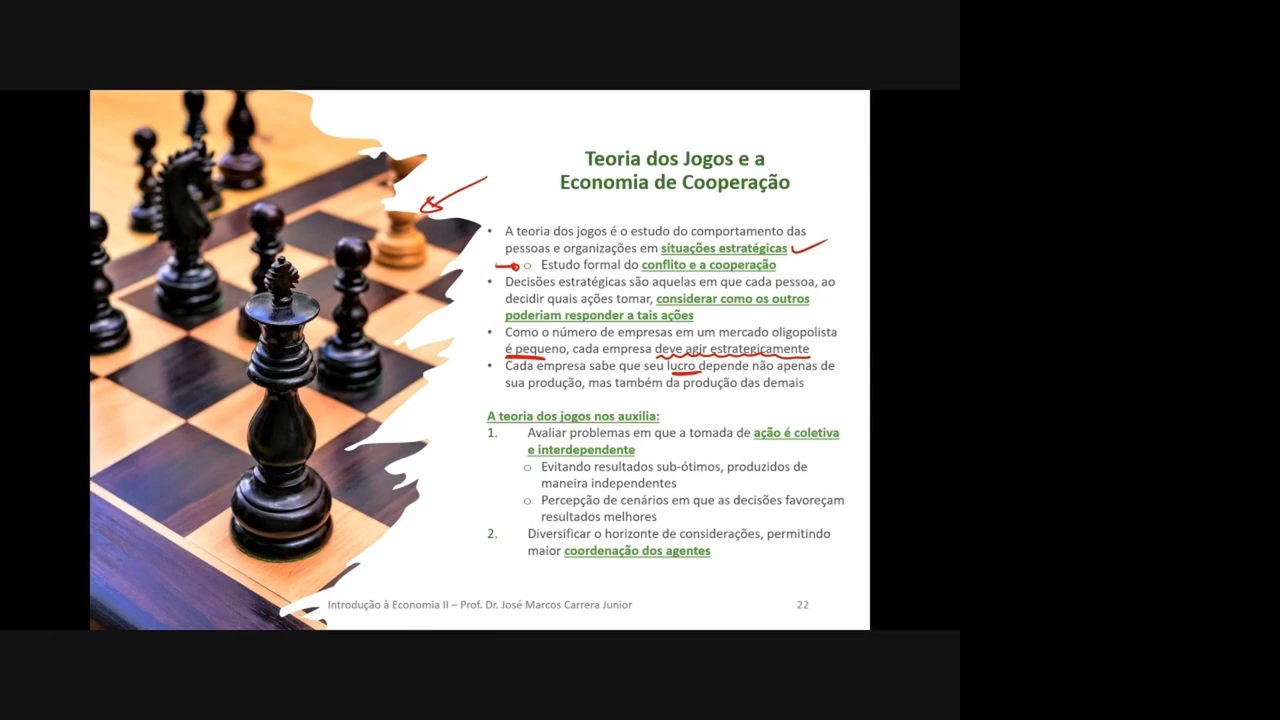 Teoria dos Jogos e a
Economia de Cooperação
• A teoria dos jogos é o estudo do comportamento das
pessoas e organizações em situações estratégicas
○ Estudo formal do conflito e a cooperação
• Decisões estratégicas são aquelas em que cada pessoa, ao
decidir quais ações tomar, considerar como os outros
poderiam responder a tais ações
• Como o número de empresas em um mercado oligopolista
é pequeno, cada empresa deve agir estrategicamente
• Cada empresa sabe que seu lucro depende não apenas de
sua produção, mas também da produção das demais
A teoria dos jogos nos auxilia:
1. Avaliar problemas em que a tomada de ação é coletiva
e interdependente
○ Evitando resultados sub-ótimos, produzidos de
maneira independentes
○ Percepção de cenários em que as decisões favoreçam
resultados melhores
2. Diversificar o horizonte de considerações, permitindo
maior coordenação dos agentes
Introdução à Economia II – Prof. Dr. José Marcos Carrera Junior 22